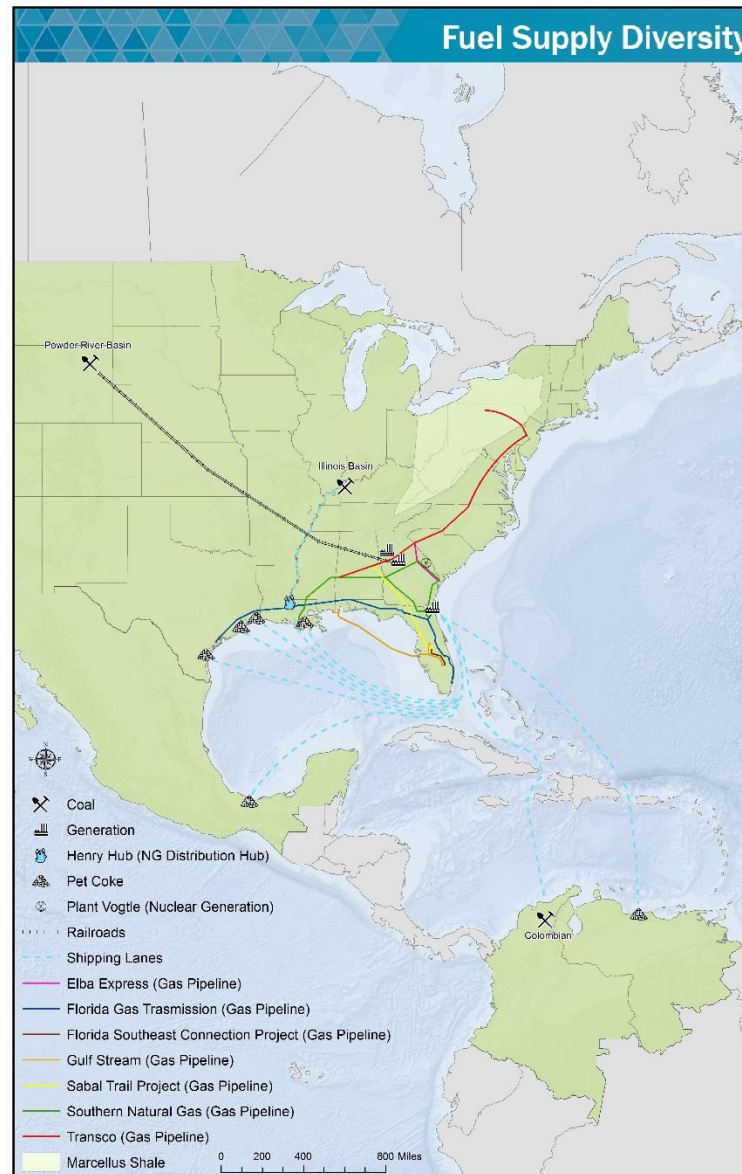 Fuel Supply Diversity
Powder River Basin
Illinois Basin
Colombian
N
W
E
S
Coal
Generation
Henry Hub (NG Distribution Hub)
Pet Coke
Plant Vogtle (Nuclear Generation)
Railroads
Shipping Lanes
Elba Express (Gas Pipeline)
Florida Gas Trasmission (Gas Pipeline)
Florida Southeast Connection Project (Gas Pipeline)
Gulf Stream (Gas Pipeline)
Sabal Trail Project (Gas Pipeline)
Southern Natural Gas (Gas Pipeline)
Transco (Gas Pipeline)
Marcellus Shale
0 200 400 800 Miles